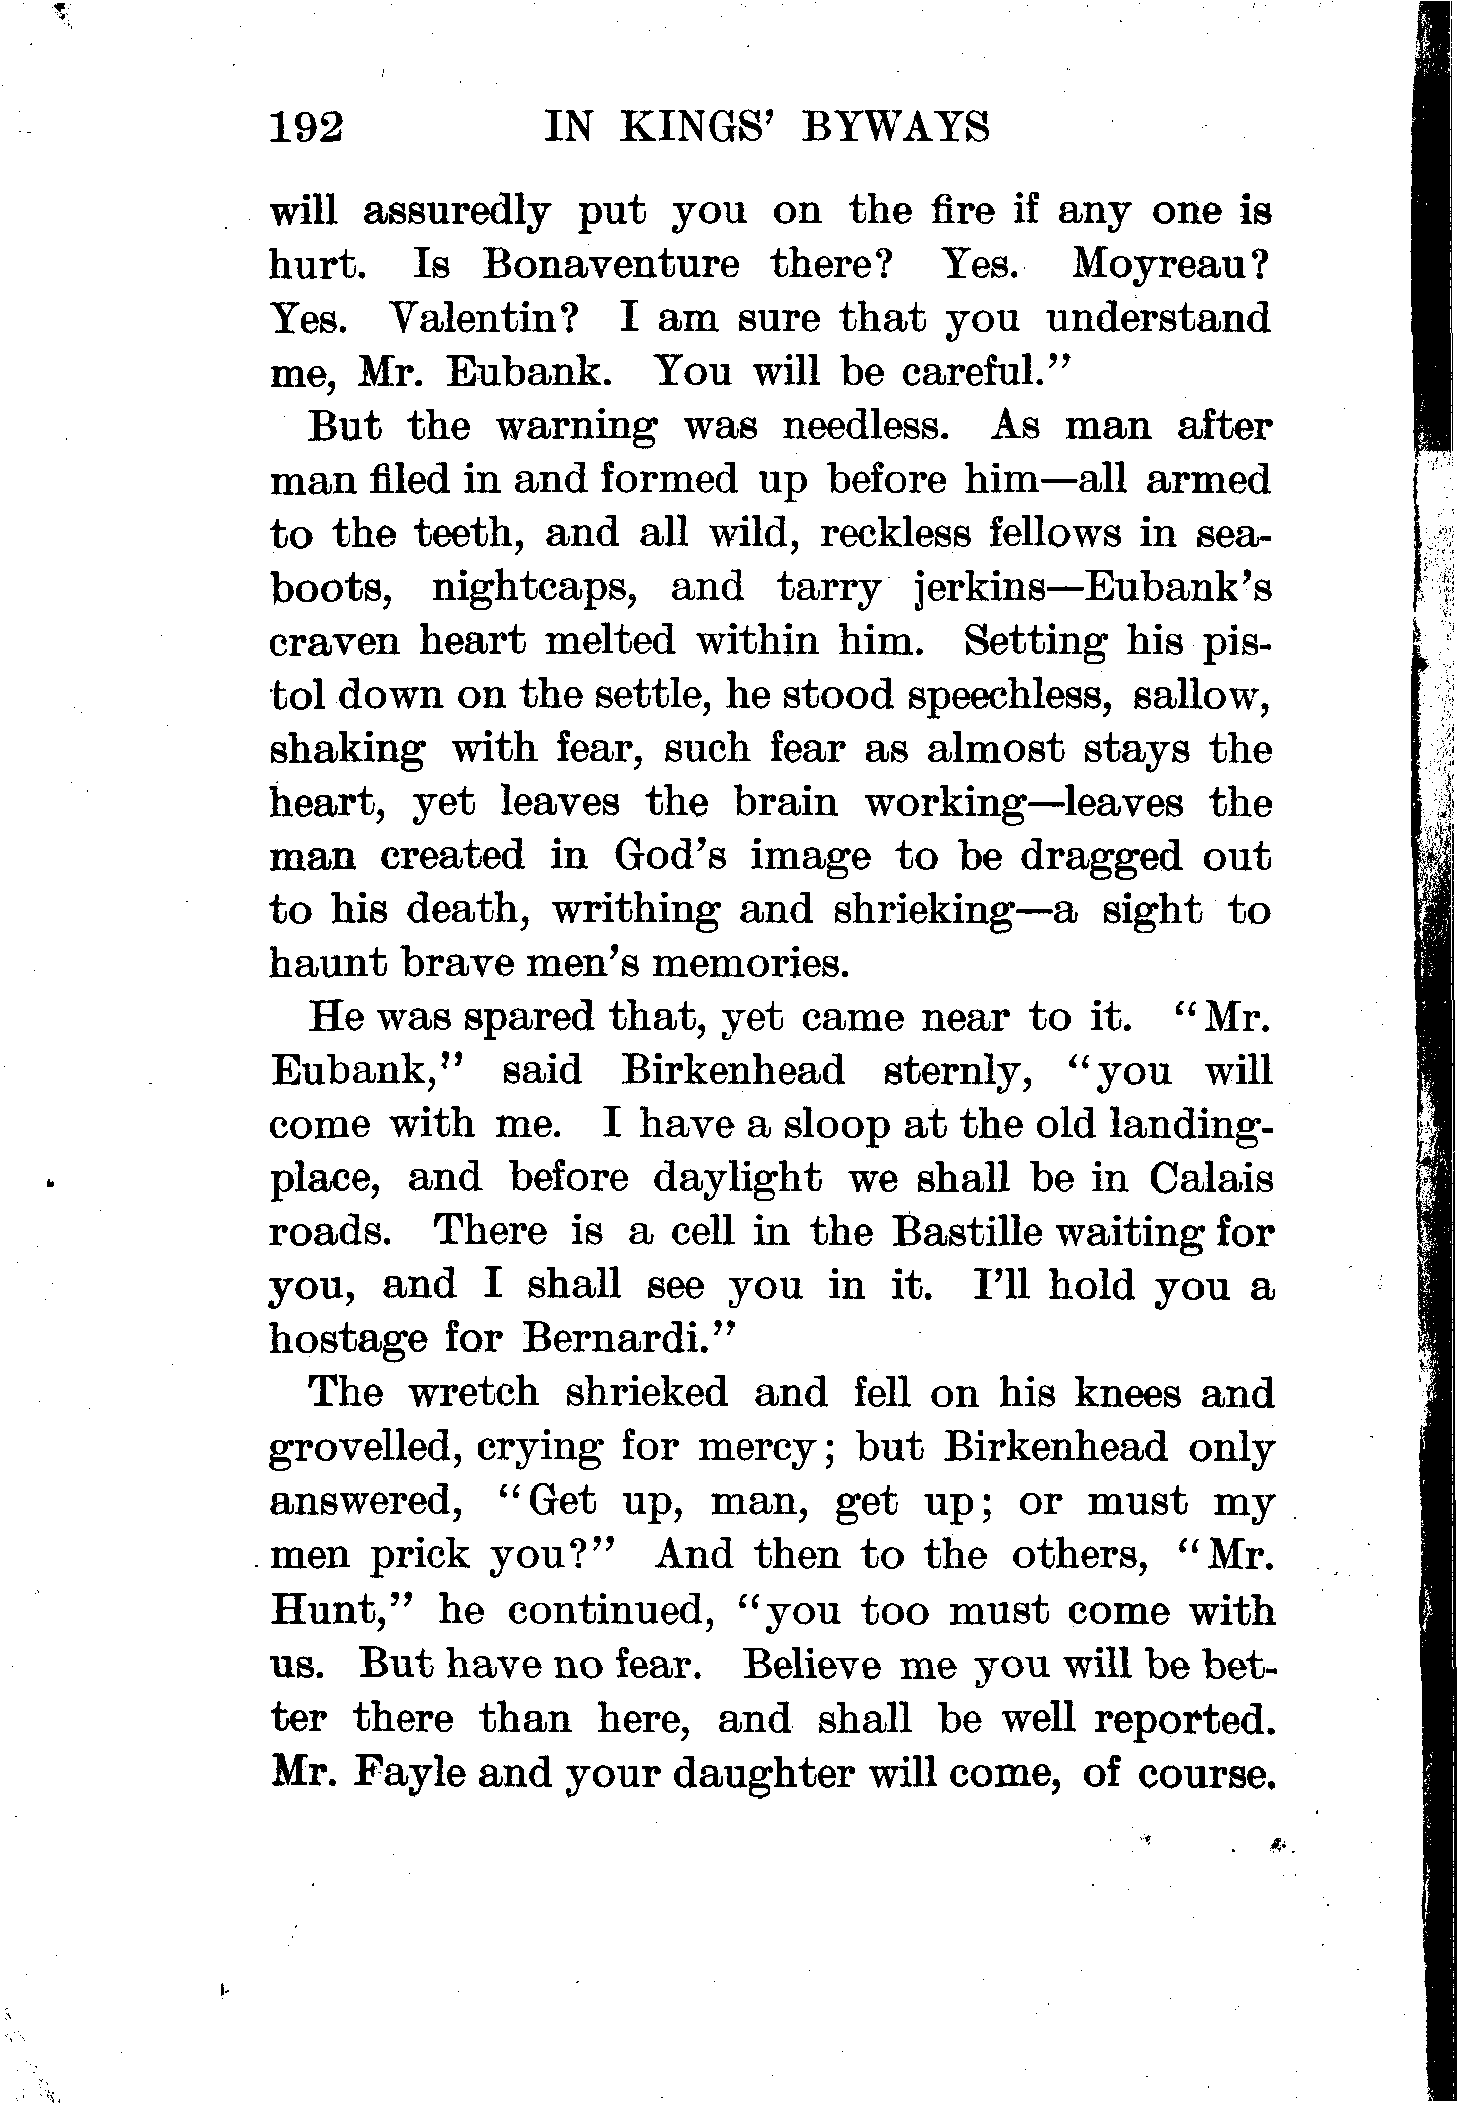 192 IN KINGS' BYWAYS
will assuredly put you on the fire if any one is
hurt. Is Bonaventure there? Yes. Moyreau?
Yes. Valentin? I am sure that you understand
me, Mr. Eubank. You will be careful."
But the warning was needless. As man after
man filed in and formed up before him—all armed
to the teeth, and all wild, reckless fellows in sea-
boots, nightcaps, and tarry jerkins—Eubank's
craven heart melted within him. Setting his pis-
tol down on the settle, he stood speechless, sallow,
shaking with fear, such fear as almost stays the
heart, yet leaves the brain working—leaves the
man created in God's image to be dragged out
to his death, writhing and shrieking—a sight to
haunt brave men's memories.
He was spared that, yet came near to it. "Mr.
Eubank," said Birkenhead sternly, "you will
come with me. I have a sloop at the old landing-
place, and before daylight we shall be in Calais
roads. There is a cell in the Bastille waiting for
you, and I shall see you in it. I'll hold you a
hostage for Bernardi."
The wretch shrieked and fell on his knees and
grovelled, crying for mercy; but Birkenhead only
answered, "Get up, man, get up; or must my
men prick you?" And then to the others, "Mr.
Hunt," he continued, "you too must come with
us. But have no fear. Believe me you will be bet-
ter there than here, and shall be well reported.
Mr. Fayle and your daughter will come, of course.